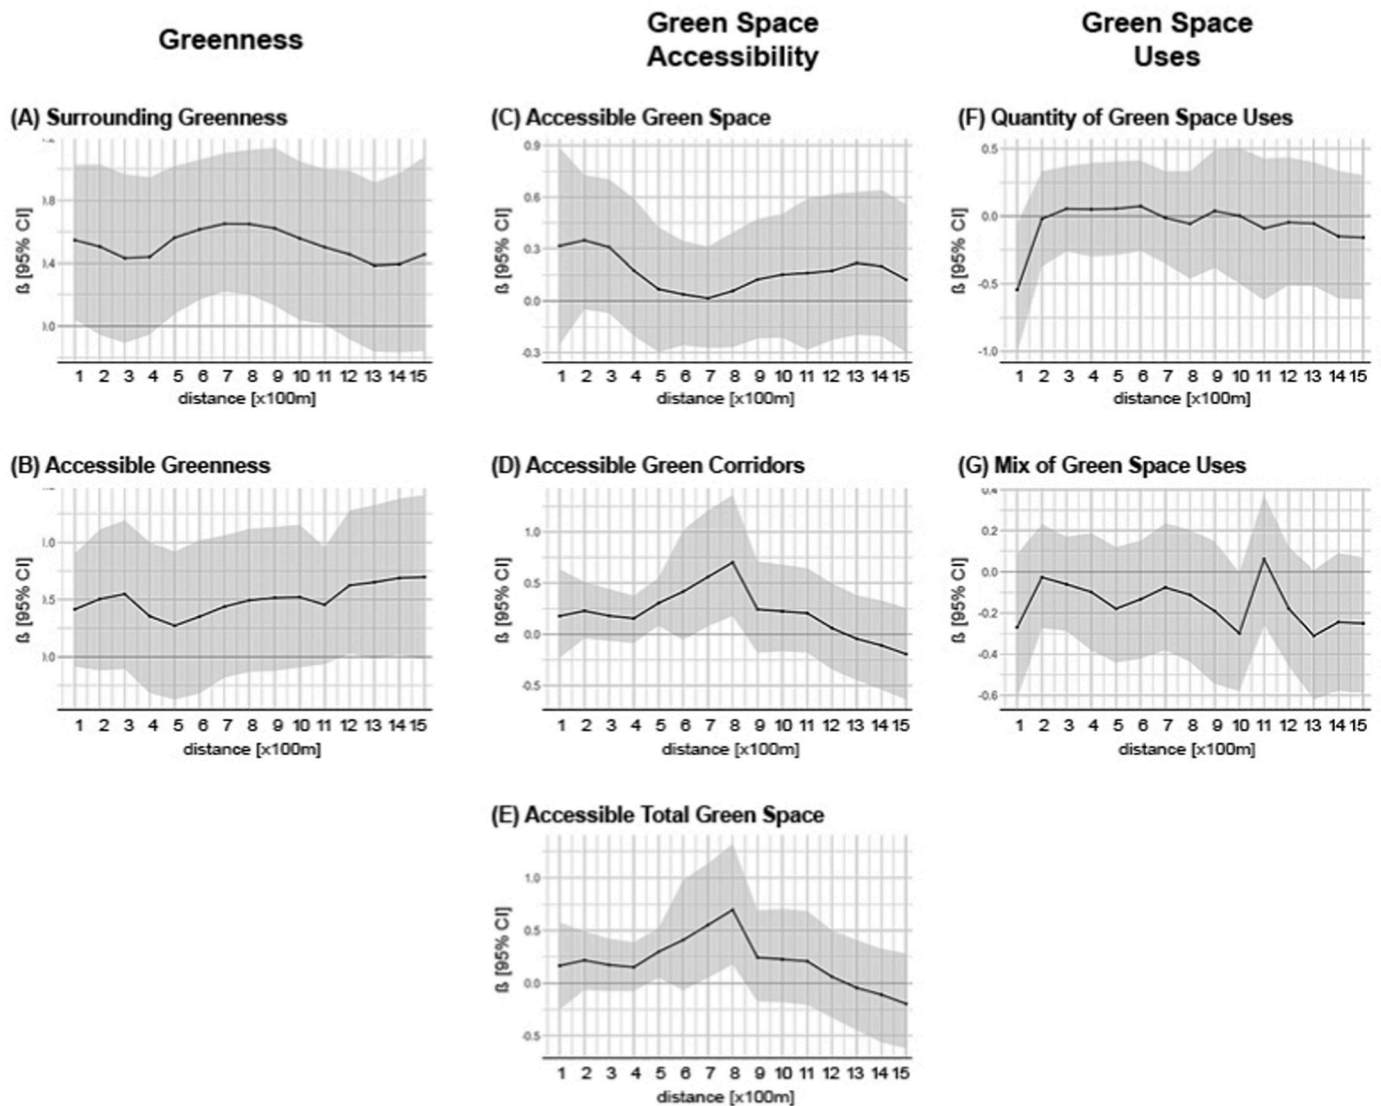 Greenness
Green Space
Accessibility
Green Space
Uses
(A) Surrounding Greenness
0.8
0.4
0.0
ß [95% CI]
1 2 3 4 5 6 7 8 9 10 11 12 13 14 15
distance [x100m]
(B) Accessible Greenness
1.0
0.5
0.0
ß [95% CI]
1 2 3 4 5 6 7 8 9 10 11 12 13 14 15
distance [x100m]
(C) Accessible Green Space
0.9
0.6
0.3
0.0
-0.3
ß [95% CI]
1 2 3 4 5 6 7 8 9 10 11 12 13 14 15
distance [x100m]
(D) Accessible Green Corridors
1.0
0.5
0.0
-0.5
ß [95% CI]
1 2 3 4 5 6 7 8 9 10 11 12 13 14 15
distance [x100m]
(E) Accessible Total Green Space
1.0
0.5
0.0
-0.5
ß [95% CI]
1 2 3 4 5 6 7 8 9 10 11 12 13 14 15
distance [x100m]
(F) Quantity of Green Space Uses
0.5
0.0
-0.5
-1.0
ß [95% CI]
1 2 3 4 5 6 7 8 9 10 11 12 13 14 15
distance [x100m]
(G) Mix of Green Space Uses
0.4
0.2
0.0
-0.2
-0.4
-0.6
ß [95% CI]
1 2 3 4 5 6 7 8 9 10 11 12 13 14 15
distance [x100m]